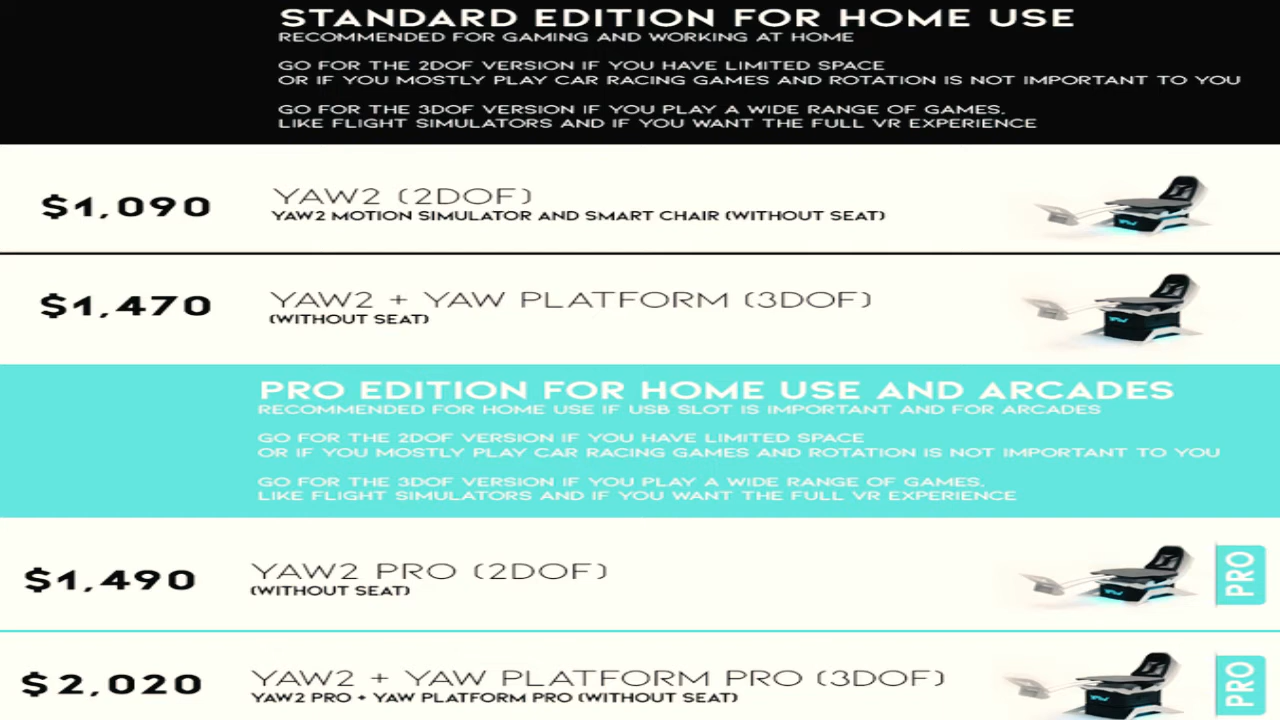 STANDARD EDITION FOR HOME USE
RECOMMENDED FOR GAMING AND WORKING AT HOME
GO FOR THE 2DOF VERSION IF YOU HAVE LIMITED SPACE
OR IF YOU MOSTLY PLAY CAR RACING GAMES AND ROTATION IS NOT IMPORTANT TO YOU
GO FOR THE 3DOF VERSION IF YOU PLAY A WIDE RANGE OF GAMES,
LIKE FLIGHT SIMULATORS AND IF YOU WANT THE FULL VR EXPERIENCE
$1,090
YAW2 (2DOF)
YAW2 MOTION SIMULATOR AND SMART CHAIR (WITHOUT SEAT)
$1,470
YAW2 + YAW PLATFORM (3DOF)
(WITHOUT SEAT)
PRO EDITION FOR HOME USE AND ARCADES
RECOMMENDED FOR HOME USE IF USB SLOT IS IMPORTANT AND FOR ARCADES
GO FOR THE 2DOF VERSION IF YOU HAVE LIMITED SPACE
OR IF YOU MOSTLY PLAY CAR RACING GAMES AND ROTATION IS NOT IMPORTANT TO YOU
GO FOR THE 3DOF VERSION IF YOU PLAY A WIDE RANGE OF GAMES,
LIKE FLIGHT SIMULATORS AND IF YOU WANT THE FULL VR EXPERIENCE
$1,490
YAW2 PRO (2DOF)
(WITHOUT SEAT)
PRO
$2,020
YAW2 + YAW PLATFORM PRO (3DOF)
YAW2 PRO + YAW PLATFORM PRO (WITHOUT SEAT)
PRO